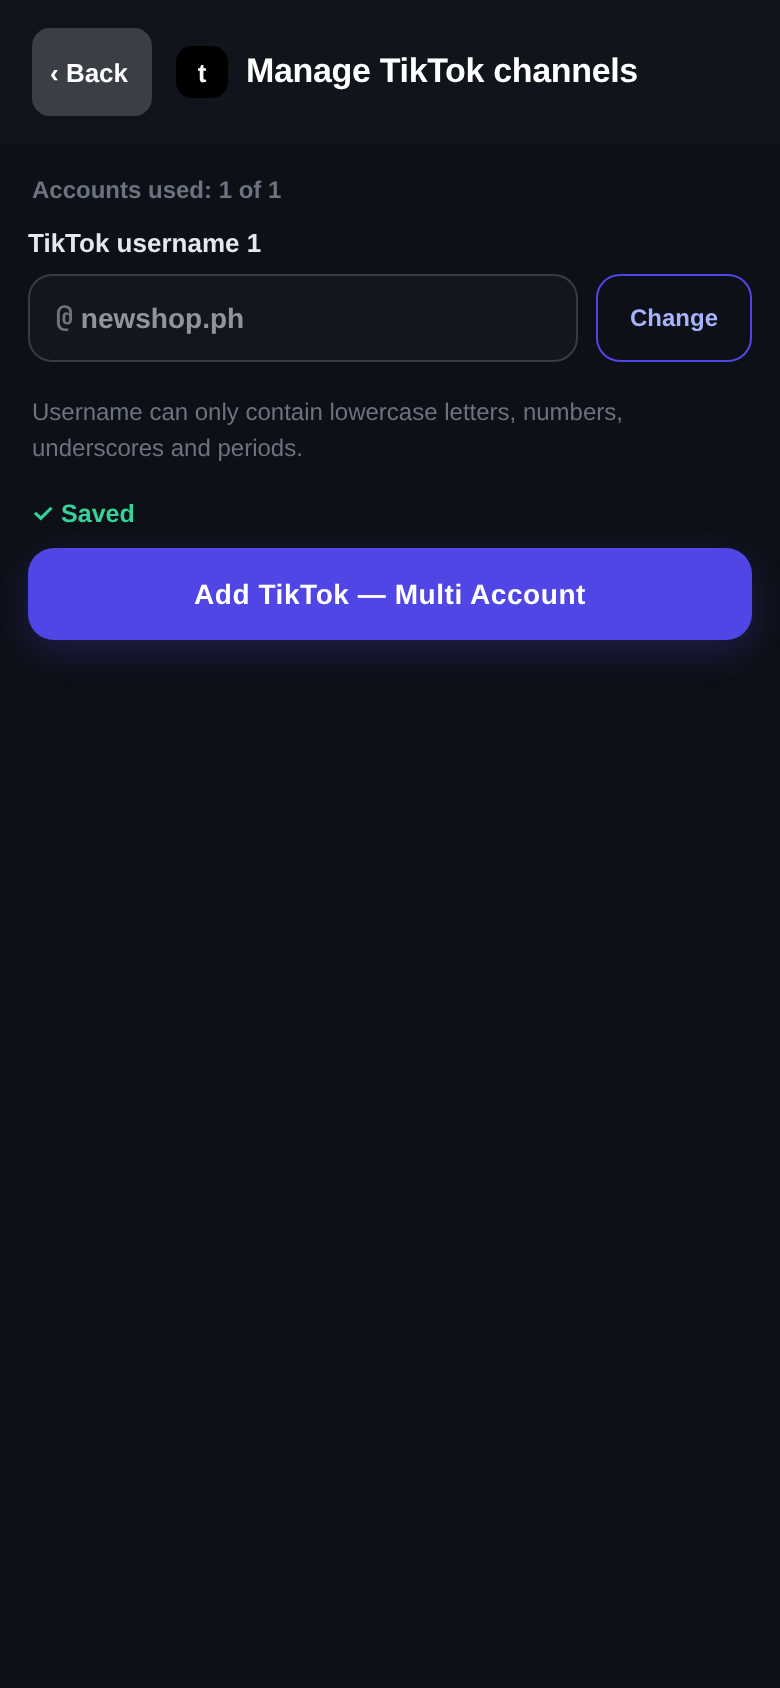 ‹ Back
t
Manage TikTok channels
Accounts used: 1 of 1
TikTok username 1
@ newshop.ph
Change
Username can only contain lowercase letters, numbers,
underscores and periods.
✓ Saved
Add TikTok — Multi Account